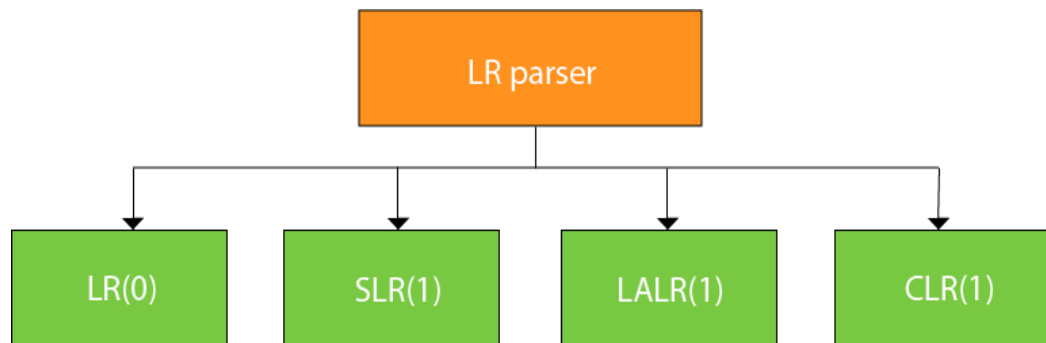 LR parser
LR(0)
SLR(1)
LALR(1)
CLR(1)